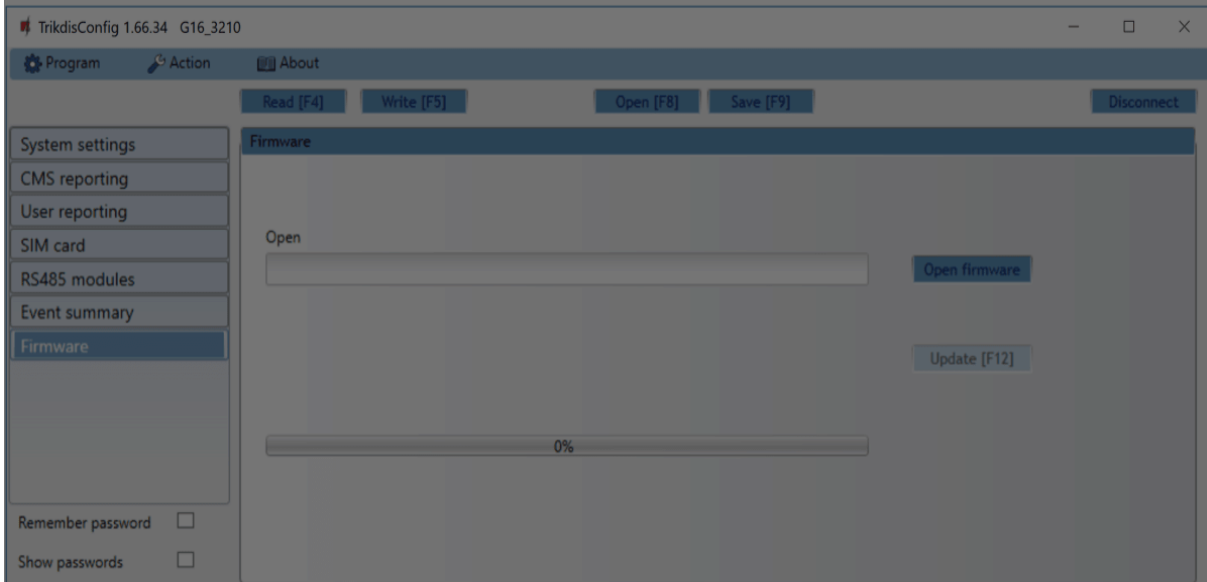 TrikdisConfig 1.66.34 G16_3210
Program Action About
Read [F4] Write [F5] Open [F8] Save [F9] Disconnect
System settings
CMS reporting
User reporting
SIM card
RS485 modules
Event summary
Firmware
Remember password
Show passwords
Firmware
Open
Open firmware
Update [F12]
0%